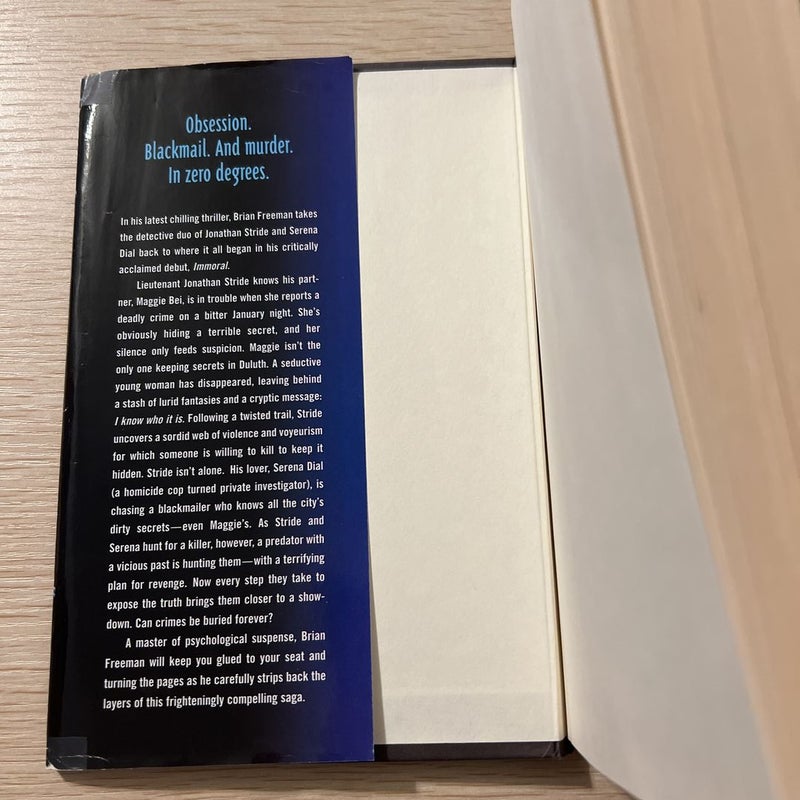 Obsession.
Blackmail. And murder.
In zero degrees.
In his latest chilling thriller, Brian Freeman takes
the detective duo of Jonathan Stride and Serena
Dial back to where it all began in his critically
acclaimed debut, Immoral.
Lieutenant Jonathan Stride knows his part-
ner, Maggie Bei, is in trouble when she reports a
deadly crime on a bitter January night. She's
obviously hiding a terrible secret, and her
silence only feeds suspicion. Maggie isn't the
only one keeping secrets in Duluth. A seductive
young woman has disappeared, leaving behind
a stash of lurid fantasies and a cryptic message:
I know who it is. Following a twisted trail, Stride
uncovers a sordid web of violence and voyeurism
for which someone is willing to kill to keep it
hidden. Stride isn't alone. His lover, Serena Dial
(a homicide cop turned private investigator), is
chasing a blackmailer who knows all the city's
dirty secrets—even Maggie's. As Stride and
Serena hunt for a killer, however, a predator with
a vicious past is hunting them—with a terrifying
plan for revenge. Now every step they take to
expose the truth brings them closer to a show-
down. Can crimes be buried forever?
A master of psychological suspense, Brian
Freeman will keep you glued to your seat and
turning the pages as he carefully strips back the
layers of this frighteningly compelling saga.